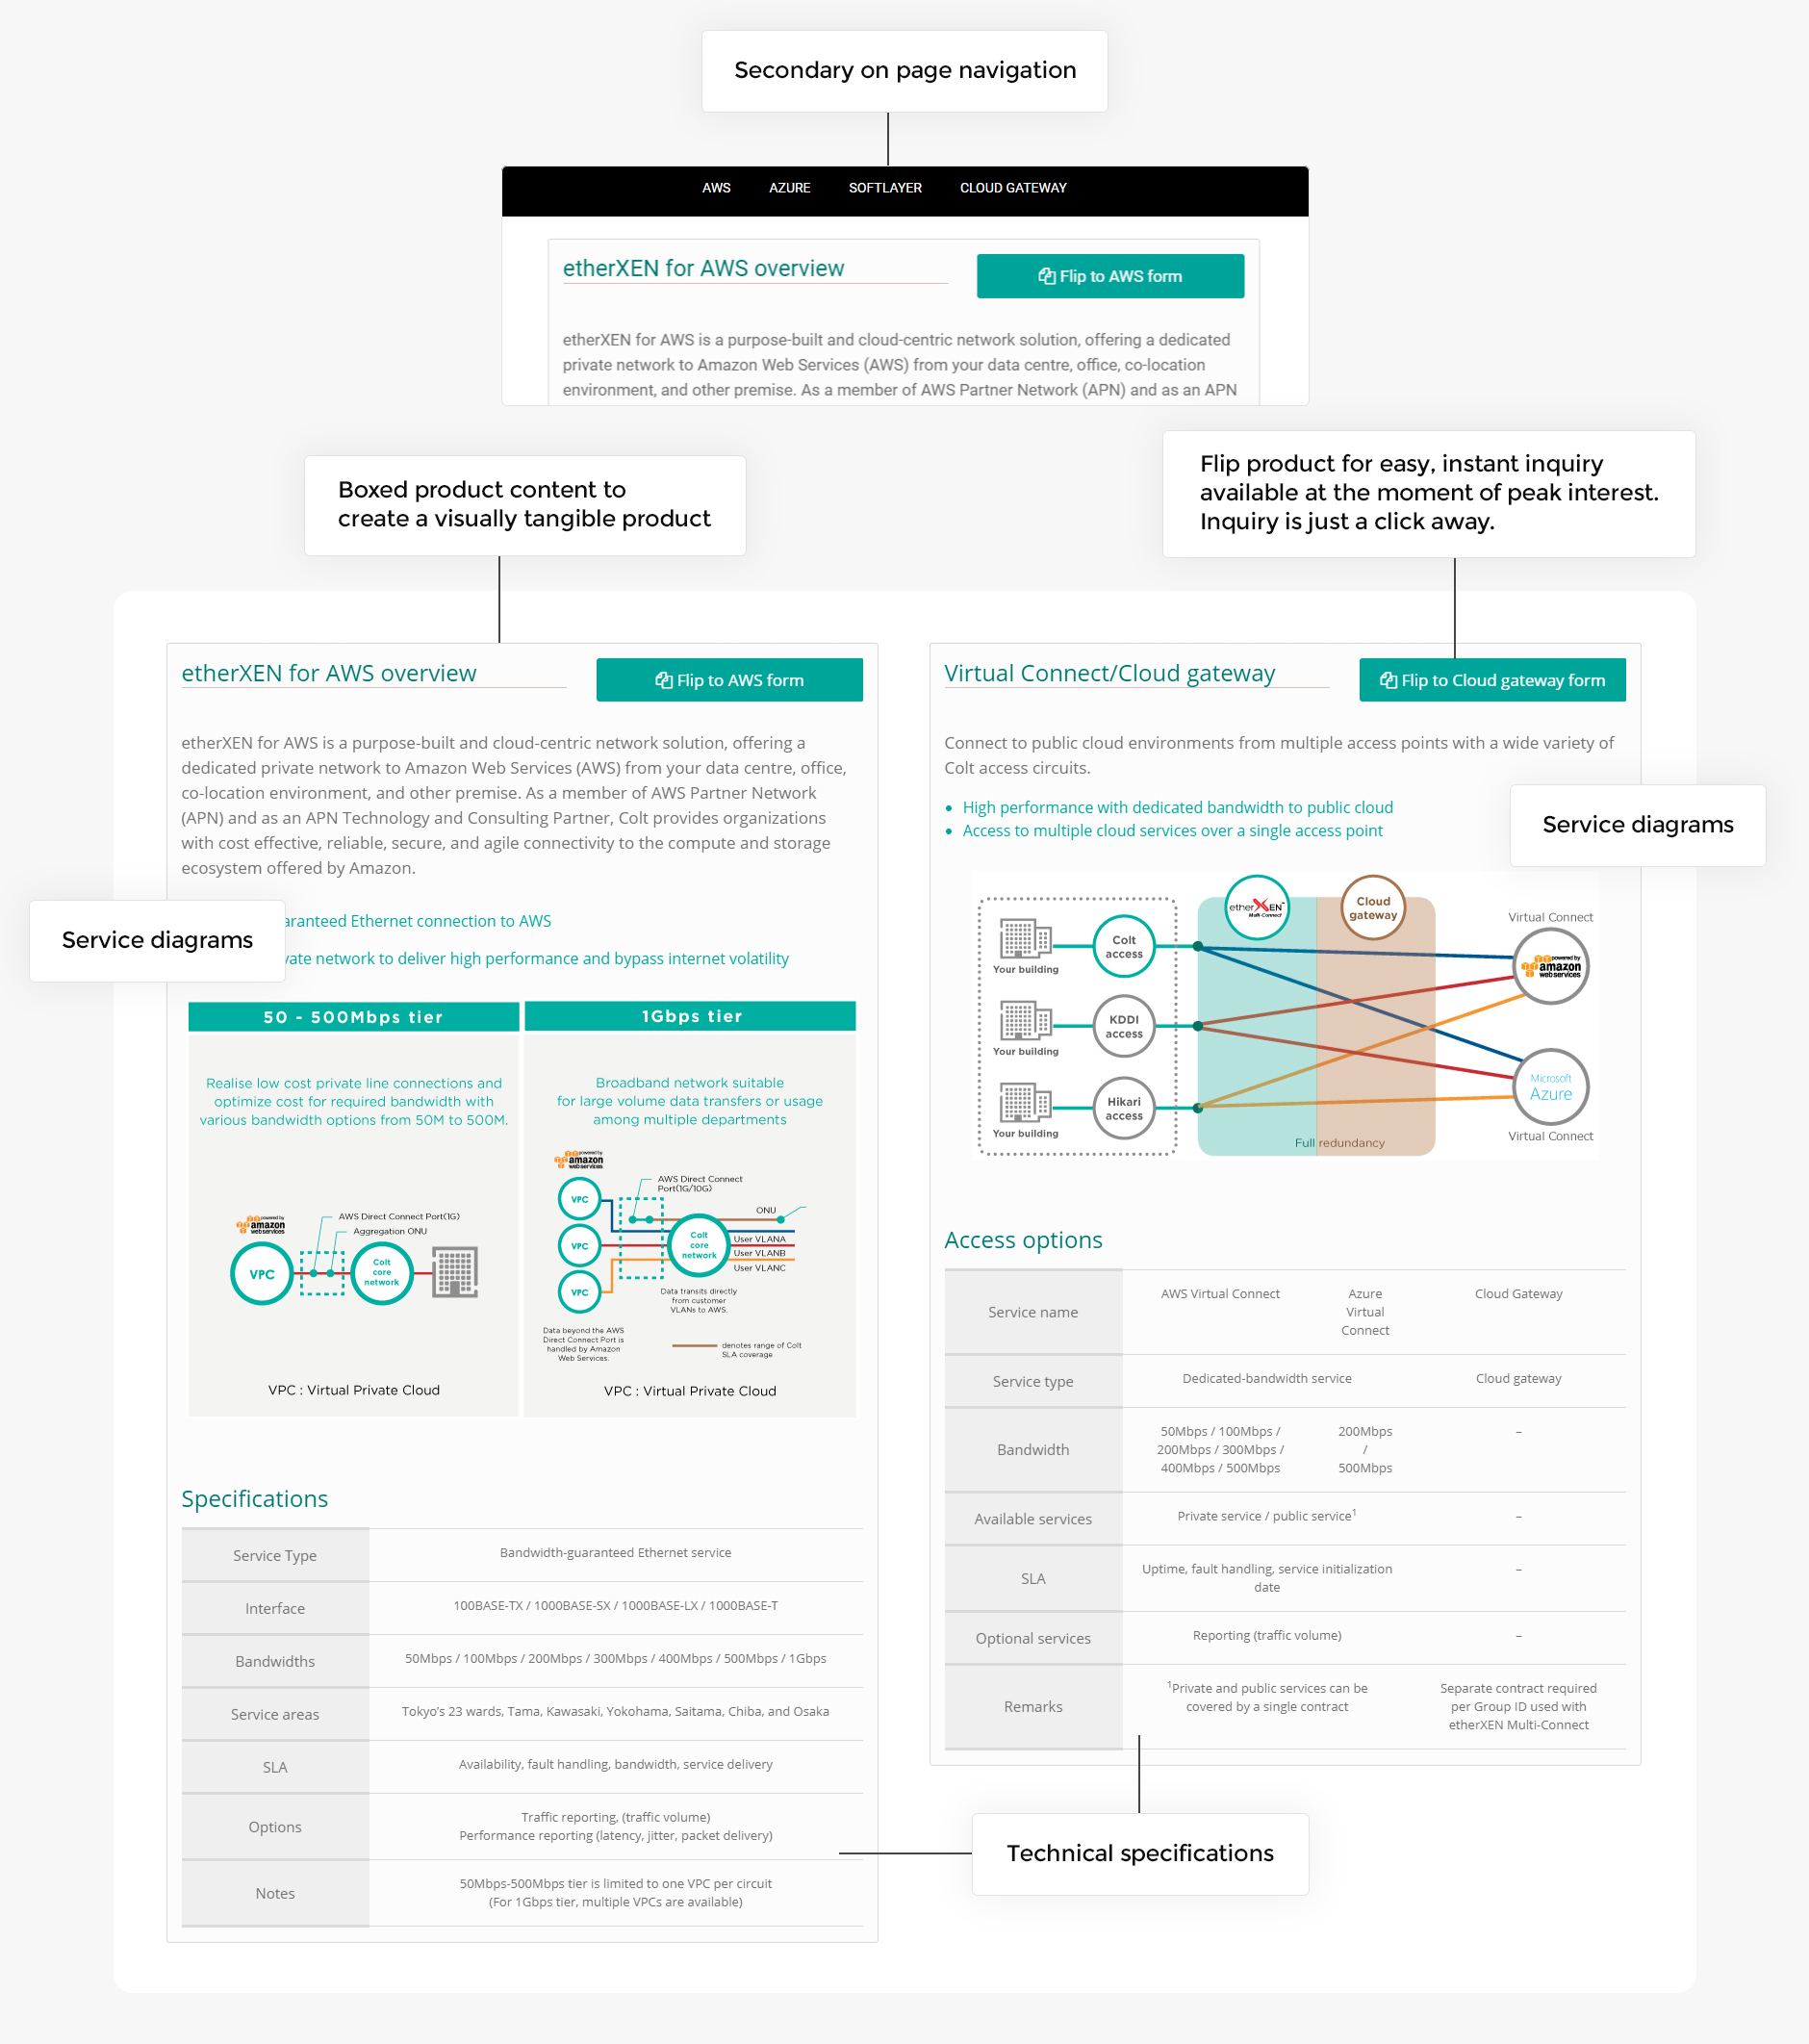 Secondary on page navigation
AWS AZURE SOFTLAYER CLOUD GATEWAY
etherXEN for AWS overview
Flip to AWS form
etherXEN for AWS is a purpose-built and cloud-centric network solution, offering a dedicated
private network to Amazon Web Services (AWS) from your data centre, office, co-location
environment, and other premise. As a member of AWS Partner Network (APN) and as an APN
Boxed product content to
create a visually tangible product
Flip product for easy, instant inquiry
available at the moment of peak interest.
Inquiry is just a click away.
etherXEN for AWS overview
Flip to AWS form
etherXEN for AWS is a purpose-built and cloud-centric network solution, offering a
dedicated private network to Amazon Web Services (AWS) from your data centre, office,
co-location environment, and other premise. As a member of AWS Partner Network
(APN) and as an APN Technology and Consulting Partner, Colt provides organizations
with cost effective, reliable, secure, and agile connectivity to the compute and storage
ecosystem offered by Amazon.
Service diagrams
aranteed Ethernet connection to AWS
vate network to deliver high performance and bypass internet volatility
50 - 500Mbps tier
Realise low cost private line connections and
optimize cost for required bandwidth with
various bandwidth options from 50M to 500M.
powered by
amazon
webservices
AWS Direct Connect Port(1G)
Aggregation ONU
VPC
Colt
core
network
VPC : Virtual Private Cloud
1Gbps tier
Broadband network suitable
for large volume data transfers or usage
among multiple departments
powered by
amazon
webservices
AWS Direct Connect
Port(1G/10G)
VPC
ONU
VPC
Colt
core
network
User VLANA
User VLANB
User VLANC
VPC
Data transits directly
from customer
VLANs to AWS.
Data beyond the AWS
Direct Connect Port is
handled by Amazon
Web Services.
denotes range of Colt
SLA coverage
VPC : Virtual Private Cloud
Specifications
Service Type
Bandwidth-guaranteed Ethernet service
Interface
100BASE-TX / 1000BASE-SX / 1000BASE-LX / 1000BASE-T
Bandwidths
50Mbps / 100Mbps / 200Mbps / 300Mbps / 400Mbps / 500Mbps / 1Gbps
Service areas
Tokyo's 23 wards, Tama, Kawasaki, Yokohama, Saitama, Chiba, and Osaka
SLA
Availability, fault handling, bandwidth, service delivery
Options
Traffic reporting, (traffic volume)
Performance reporting (latency, jitter, packet delivery)
Notes
50Mbps-500Mbps tier is limited to one VPC per circuit
(For 1Gbps tier, multiple VPCs are available)
Virtual Connect/Cloud gateway
Flip to Cloud gateway form
Connect to public cloud environments from multiple access points with a wide variety of
Colt access circuits.
• High performance with dedicated bandwidth to public cloud
• Access to multiple cloud services over a single access point
Service diagrams
etherXEN™
Multi-Connect
Cloud
gateway
Your building
Colt
access
Your building
KDDI
access
Your building
Hikari
access
Full redundancy
Virtual Connect
powered by
amazon
webservices
Microsoft
Azure
Virtual Connect
Access options
Service name
AWS Virtual Connect
Azure
Virtual
Connect
Cloud Gateway
Service type
Dedicated-bandwidth service
Cloud gateway
Bandwidth
50Mbps / 100Mbps /
200Mbps / 300Mbps /
400Mbps / 500Mbps
200Mbps
/
500Mbps
–
Available services
Private service / public service¹
–
SLA
Uptime, fault handling, service initialization
date
–
Optional services
Reporting (traffic volume)
–
Remarks
¹Private and public services can be
covered by a single contract
Separate contract required
per Group ID used with
etherXEN Multi-Connect
Technical specifications